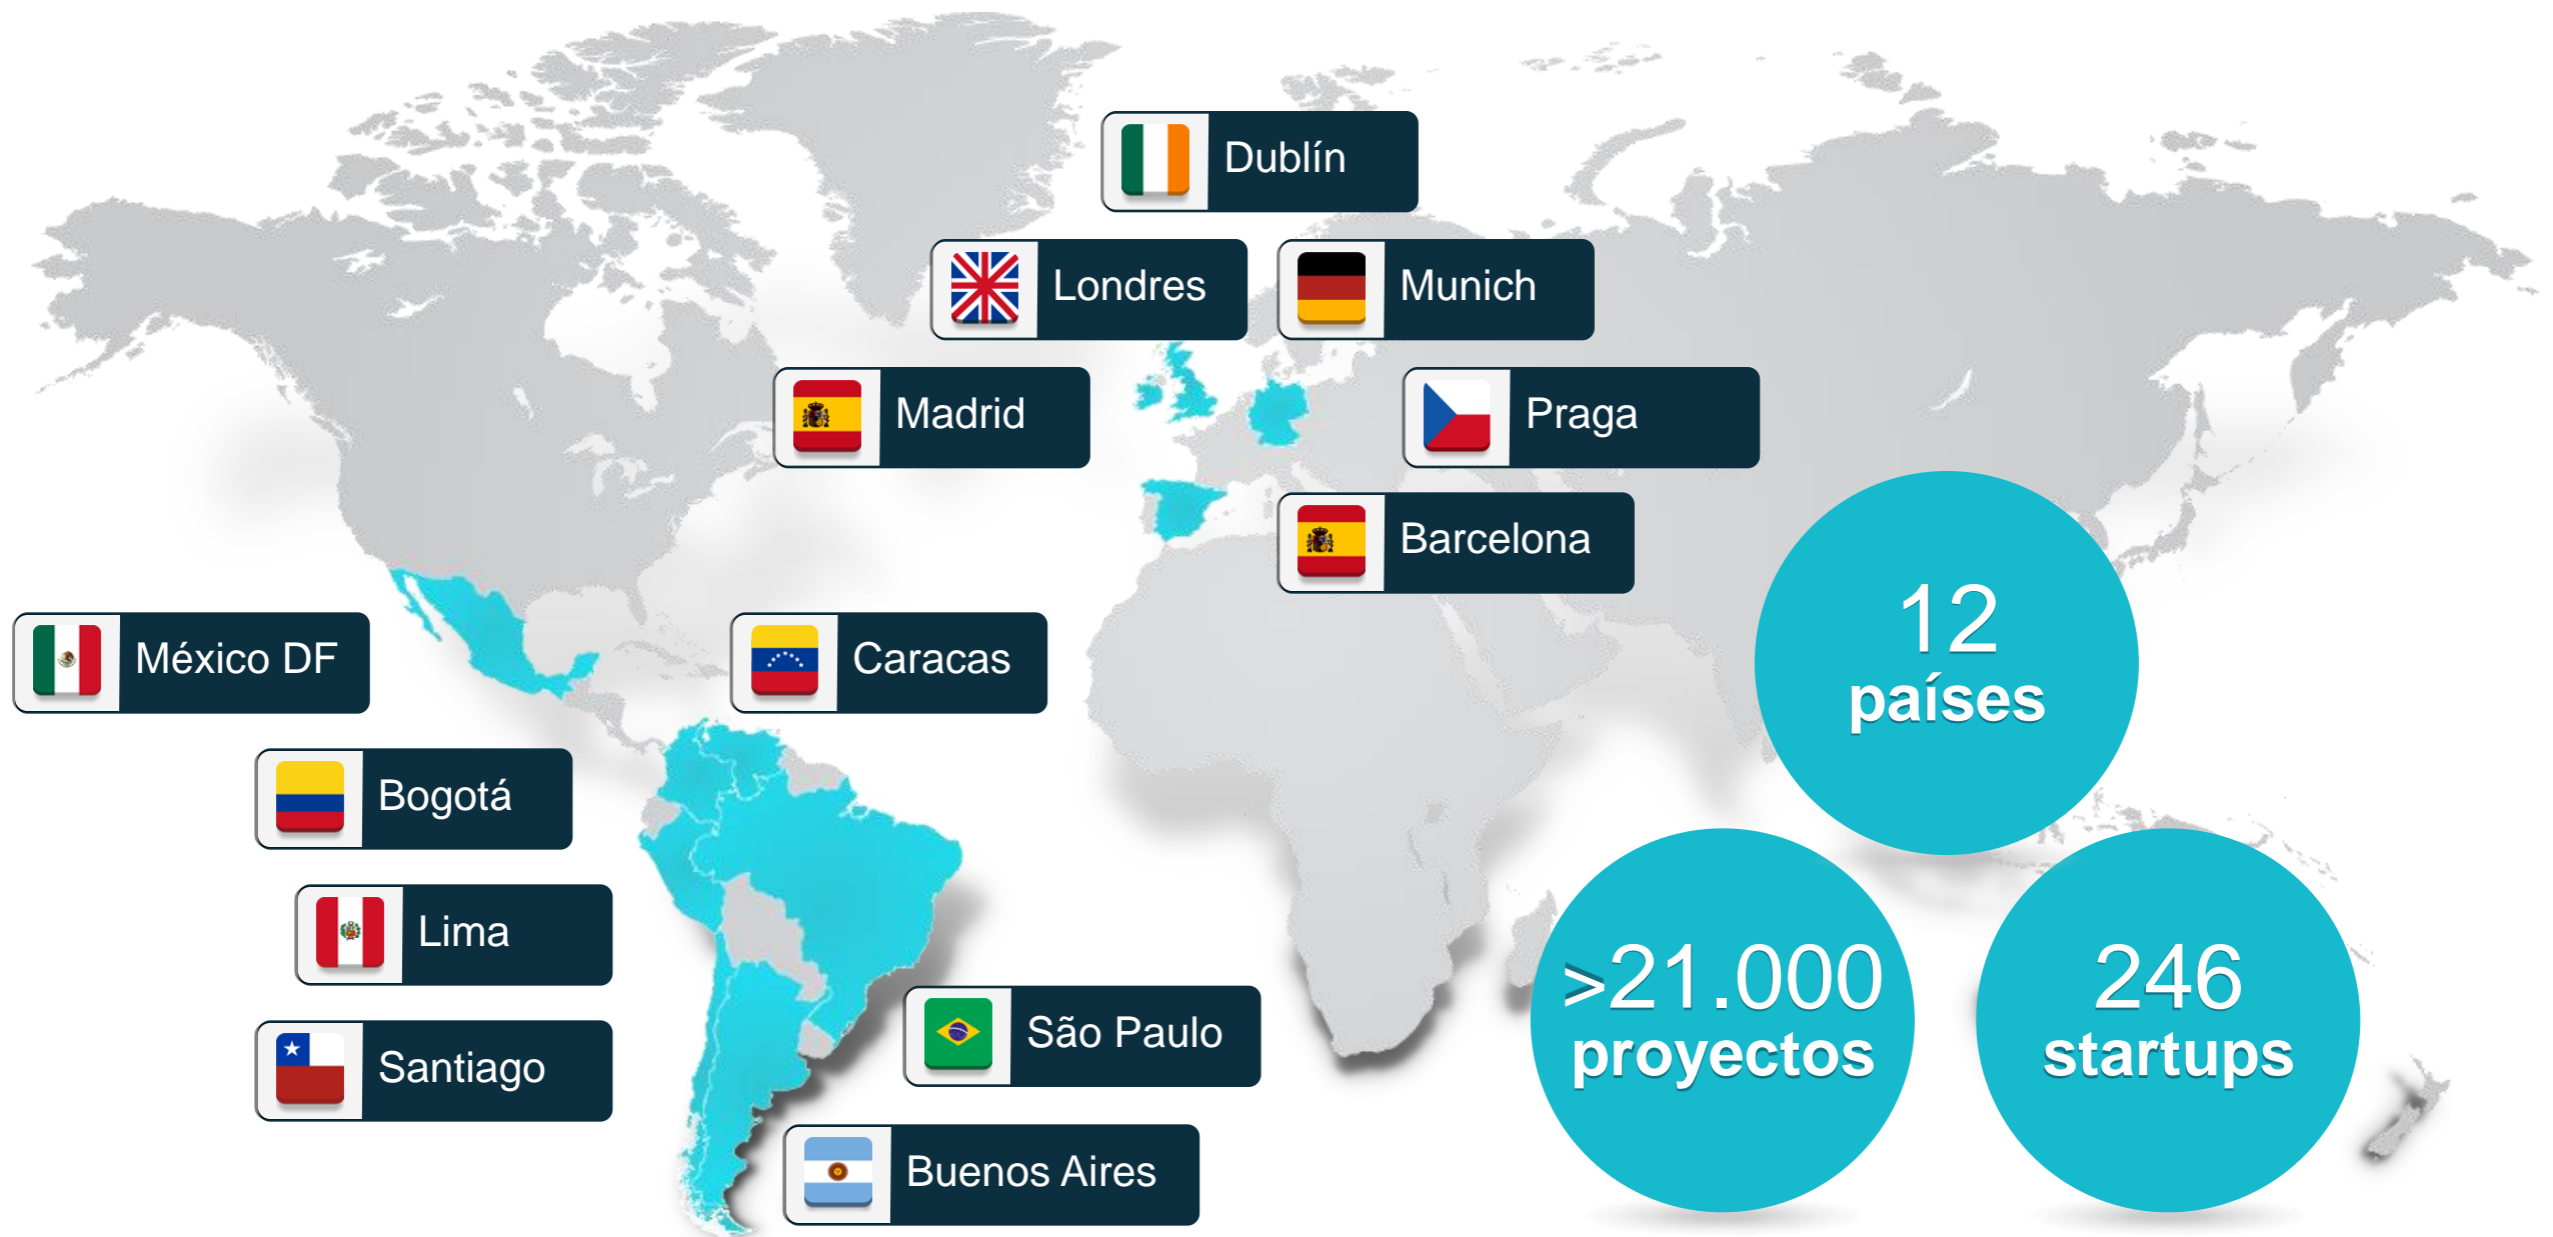 Dublín
Londres
Munich
Madrid
Praga
Barcelona
México DF
Caracas
Bogotá
Lima
Santiago
São Paulo
Buenos Aires
12
países
>21.000
proyectos
246
startups